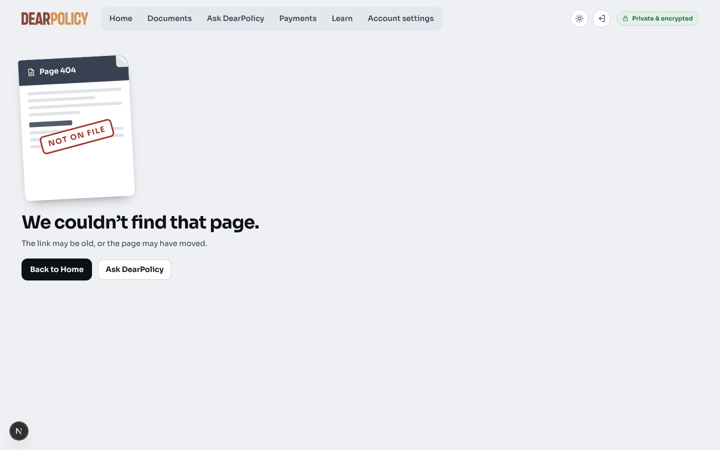 DEARPOLICY
Home Documents Ask DearPolicy Payments Learn Account settings
Private & encrypted
Page 404
NOT ON FILE
We couldn’t find that page.
The link may be old, or the page may have moved.
Back to Home Ask DearPolicy
N